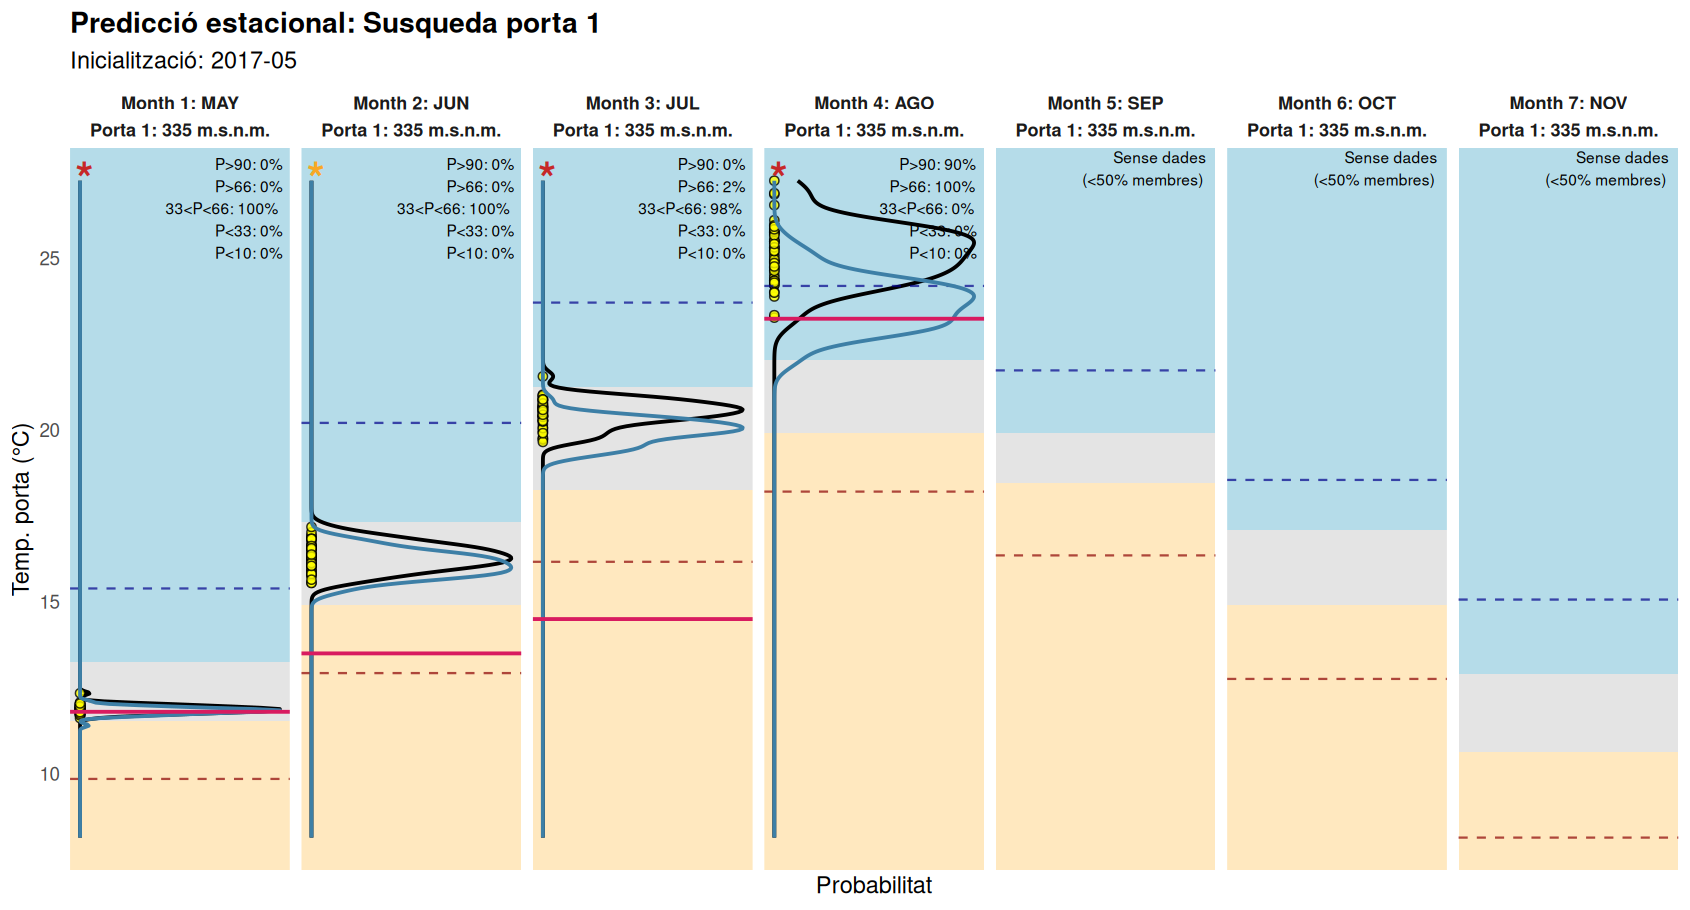 Predicció estacional: Susqueda porta 1
Inicialització: 2017-05
Month 1: MAY
Porta 1: 335 m.s.n.m.
Month 2: JUN
Porta 1: 335 m.s.n.m.
Month 3: JUL
Porta 1: 335 m.s.n.m.
Month 4: AGO
Porta 1: 335 m.s.n.m.
Month 5: SEP
Porta 1: 335 m.s.n.m.
Month 6: OCT
Porta 1: 335 m.s.n.m.
Month 7: NOV
Porta 1: 335 m.s.n.m.
*
P>90: 0%
P>66: 0%
33<P<66: 100%
P<33: 0%
P<10: 0%
*
P>90: 0%
P>66: 0%
33<P<66: 100%
P<33: 0%
P<10: 0%
*
P>90: 0%
P>66: 2%
33<P<66: 98%
P<33: 0%
P<10: 0%
*
P>90: 90%
P>66: 100%
33<P<66: 0%
P<33: 0%
P<10: 0%
Sense dades
(<50% membres)
Sense dades
(<50% membres)
Sense dades
(<50% membres)
Temp. porta (°C)
25
20
15
10
Probabilitat